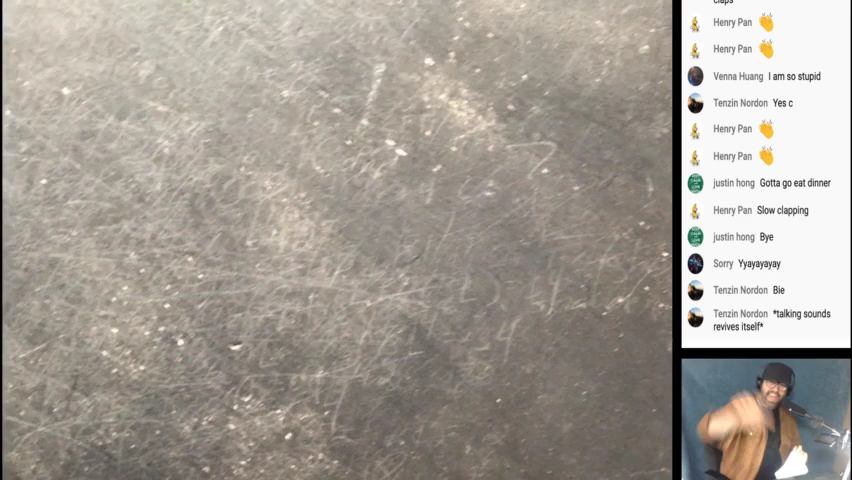 claps
Henry Pan 👏
Henry Pan 👏
Venna Huang I am so stupid
Tenzin Nordon Yes c
Henry Pan 👏
Henry Pan 👏
justin hong Gotta go eat dinner
Henry Pan Slow clapping
justin hong Bye
Sorry Yyayayayay
Tenzin Nordon Bie
Tenzin Nordon *talking sounds
revives itself*